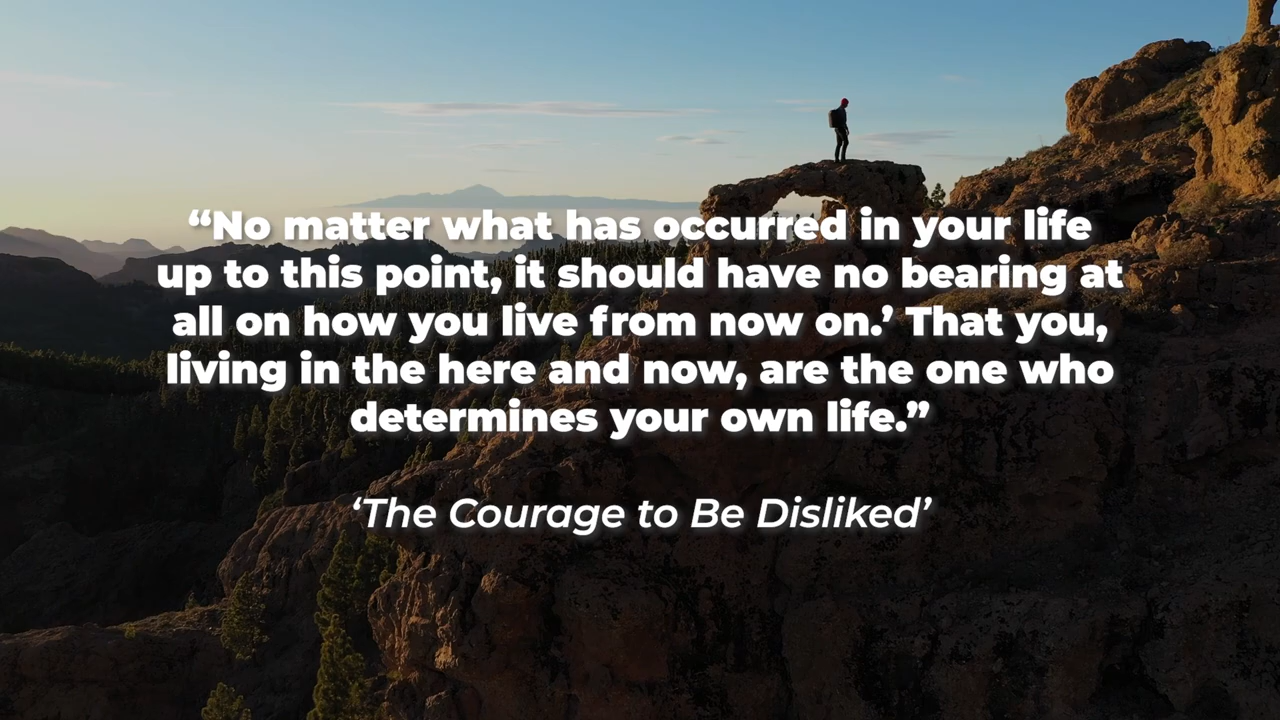 “No matter what has occurred in your life
up to this point, it should have no bearing at
all on how you live from now on.’ That you,
living in the here and now, are the one who
determines your own life.”
‘The Courage to Be Disliked’